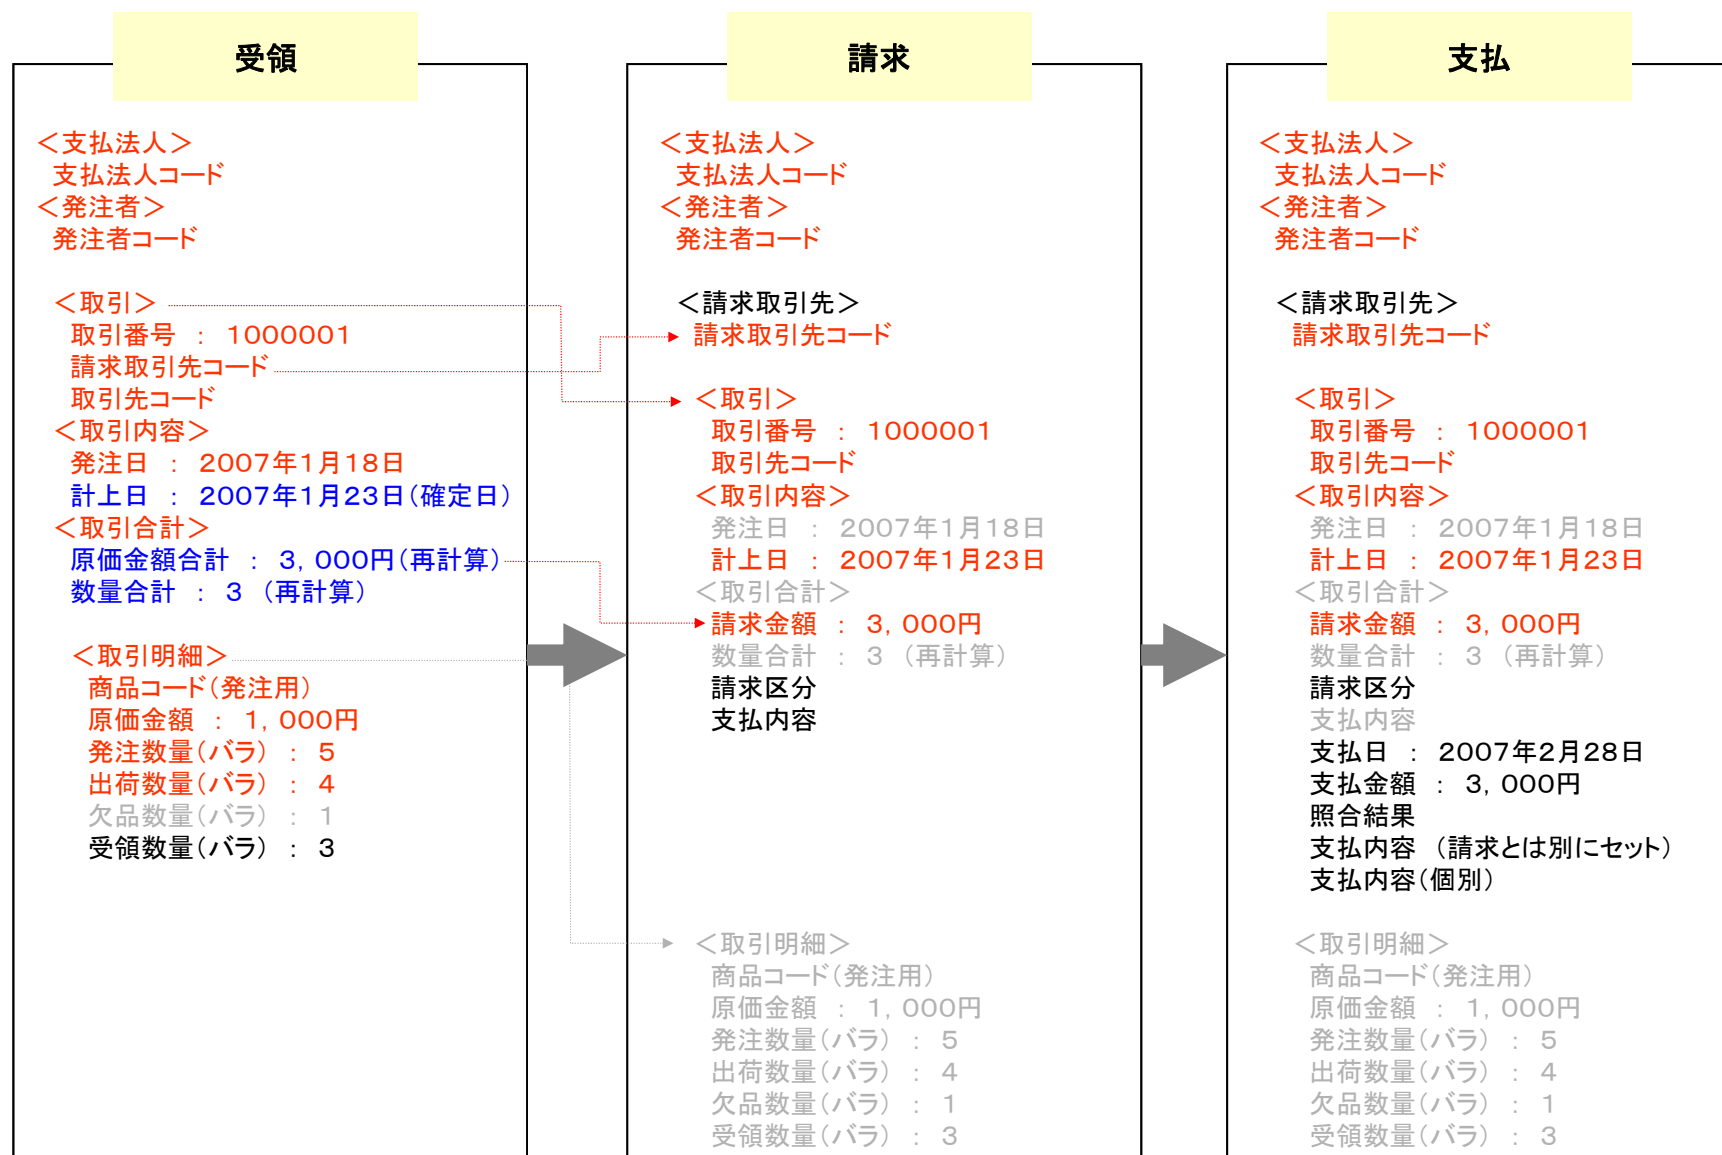 受領
＜支払法人＞
支払法人コード
＜発注者＞
発注者コード
＜取引＞
取引番号 ： １０００００１
請求取引先コード
取引先コード
＜取引内容＞
発注日 ： ２００７年１月１８日
計上日 ： ２００７年１月２３日（確定日）
＜取引合計＞
原価金額合計 ： ３，０００円（再計算）
数量合計 ： ３ （再計算）
＜取引明細＞
商品コード（発注用）
原価金額 ： １，０００円
発注数量（バラ） ： ５
出荷数量（バラ） ： ４
欠品数量（バラ） ： １
受領数量（バラ） ： ３
請求
＜支払法人＞
支払法人コード
＜発注者＞
発注者コード
＜請求取引先＞
請求取引先コード
＜取引＞
取引番号 ： １０００００１
取引先コード
＜取引内容＞
発注日 ： ２００７年１月１８日
計上日 ： ２００７年１月２３日
＜取引合計＞
請求金額 ： ３，０００円
数量合計 ： ３ （再計算）
請求区分
支払内容
＜取引明細＞
商品コード（発注用）
原価金額 ： １，０００円
発注数量（バラ） ： ５
出荷数量（バラ） ： ４
欠品数量（バラ） ： １
受領数量（バラ） ： ３
支払
＜支払法人＞
支払法人コード
＜発注者＞
発注者コード
＜請求取引先＞
請求取引先コード
＜取引＞
取引番号 ： １０００００１
取引先コード
＜取引内容＞
発注日 ： ２００７年１月１８日
計上日 ： ２００７年１月２３日
＜取引合計＞
請求金額 ： ３，０００円
数量合計 ： ３ （再計算）
請求区分
支払内容
支払日 ： ２００７年２月２８日
支払金額 ： ３，０００円
照合結果
支払内容 （請求とは別にセット）
支払内容（個別）
＜取引明細＞
商品コード（発注用）
原価金額 ： １，０００円
発注数量（バラ） ： ５
出荷数量（バラ） ： ４
欠品数量（バラ） ： １
受領数量（バラ） ： ３